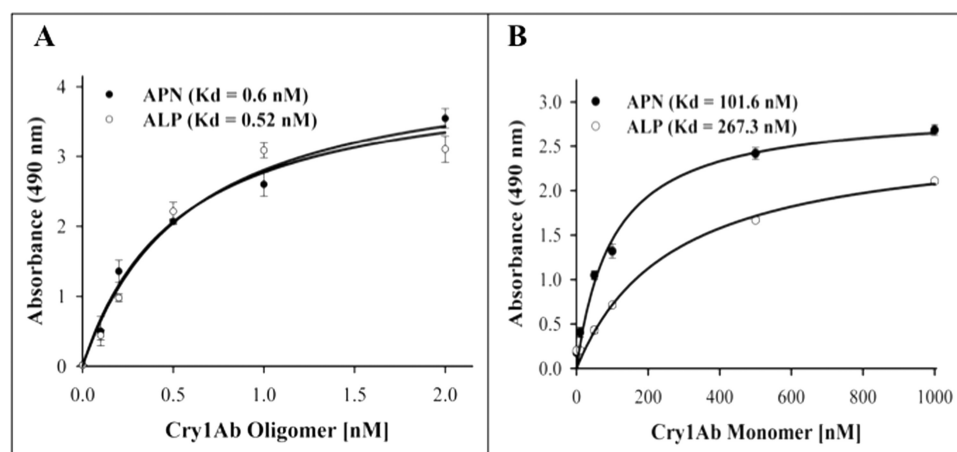 A
APN (Kd = 0.6 nM)
ALP (Kd = 0.52 nM)
Absorbance (490 nm)
4
3
2
1
0
0.0 0.5 1.0 1.5 2.0
Cry1Ab Oligomer [nM]
B
APN (Kd = 101.6 nM)
ALP (Kd = 267.3 nM)
Absorbance (490 nm)
3.0
2.5
2.0
1.5
1.0
0.5
0.0
0 200 400 600 800 1000
Cry1Ab Monomer [nM]